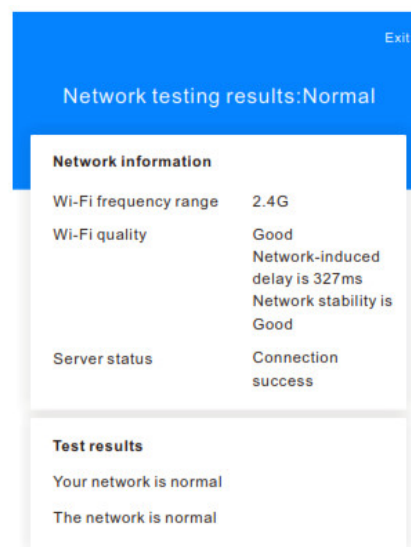 Exit
Network testing results:Normal
Network information
Wi-Fi frequency range 2.4G
Wi-Fi quality Good
Network-induced
delay is 327ms
Network stability is
Good
Server status Connection
success
Test results
Your network is normal
The network is normal